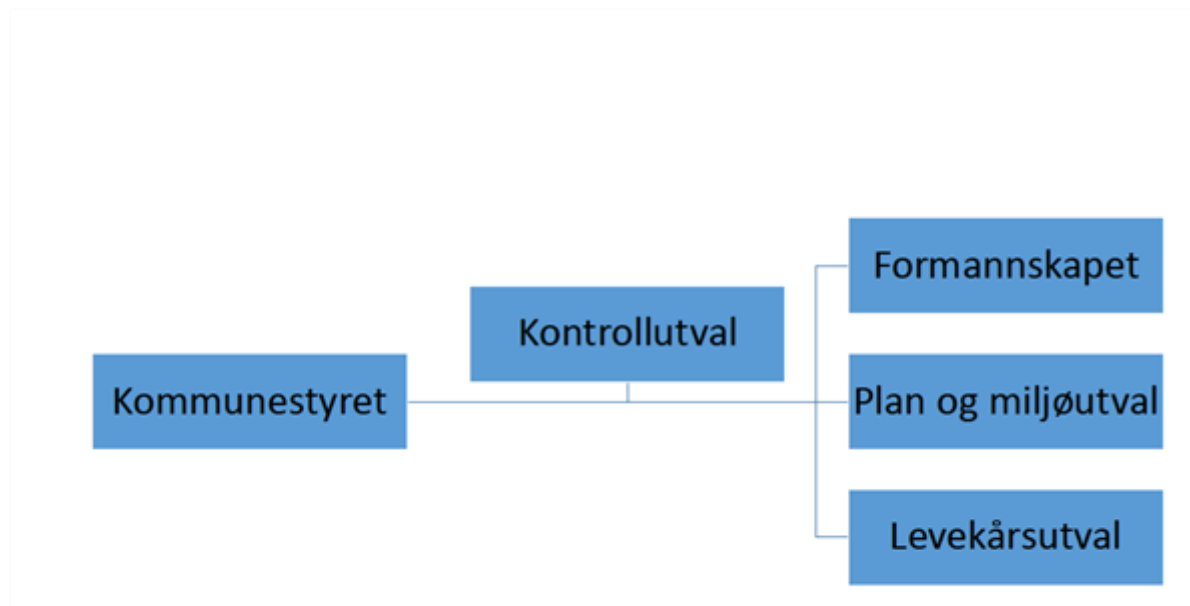 Kommunestyret
Kontrollutval
Formannskapet
Plan og miljøutval
Levekårsutval